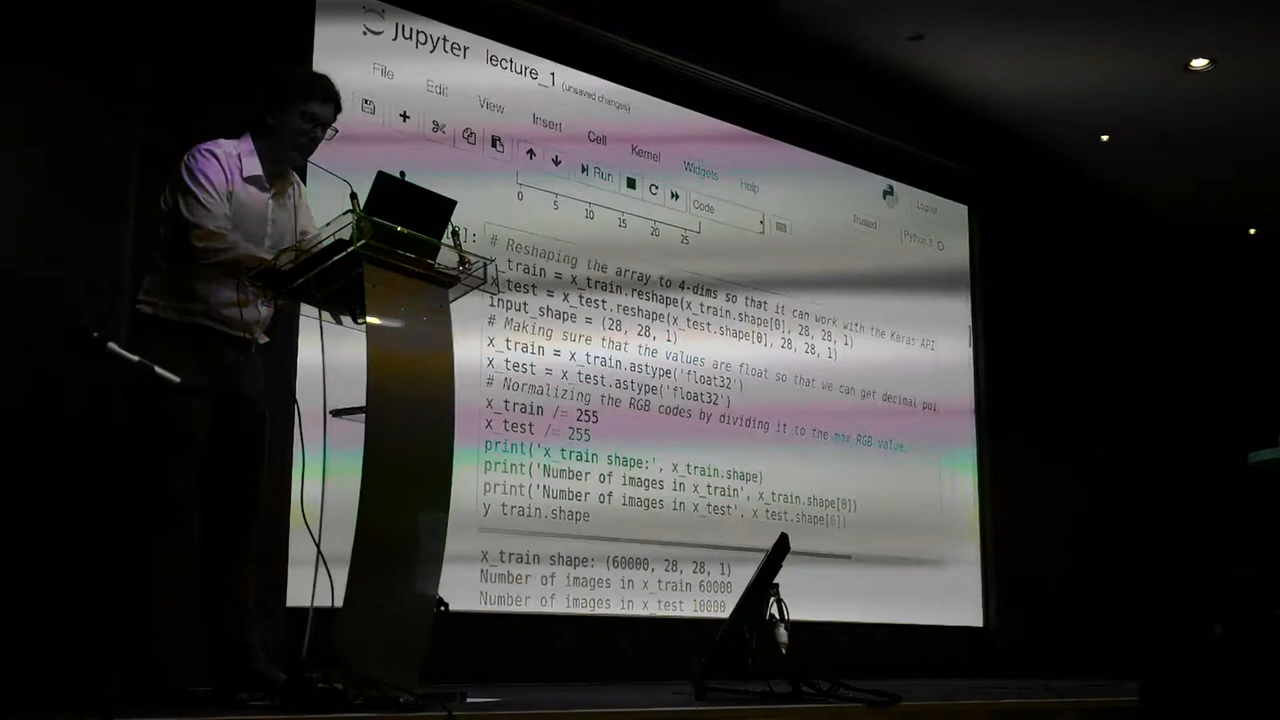 jupyter lecture_1 (unsaved changes)
File Edit View Insert Cell Kernel Widgets Help
Trusted Python 3
Logout
Run Code
0 5 10 15 20 25
]:
# Reshaping the array to 4-dims so that it can work with the Keras API
x_train = x_train.reshape(x_train.shape[0], 28, 28, 1)
x_test = x_test.reshape(x_test.shape[0], 28, 28, 1)
input_shape = (28, 28, 1)
# Making sure that the values are float so that we can get decimal poi
x_train = x_train.astype('float32')
x_test = x_test.astype('float32')
# Normalizing the RGB codes by dividing it to the max RGB value.
x_train /= 255
x_test /= 255
print('x_train shape:', x_train.shape)
print('Number of images in x_train', x_train.shape[0])
print('Number of images in x_test', x_test.shape[0])
y train.shape
x_train shape: (60000, 28, 28, 1)
Number of images in x_train 60000
Number of images in x_test 10000